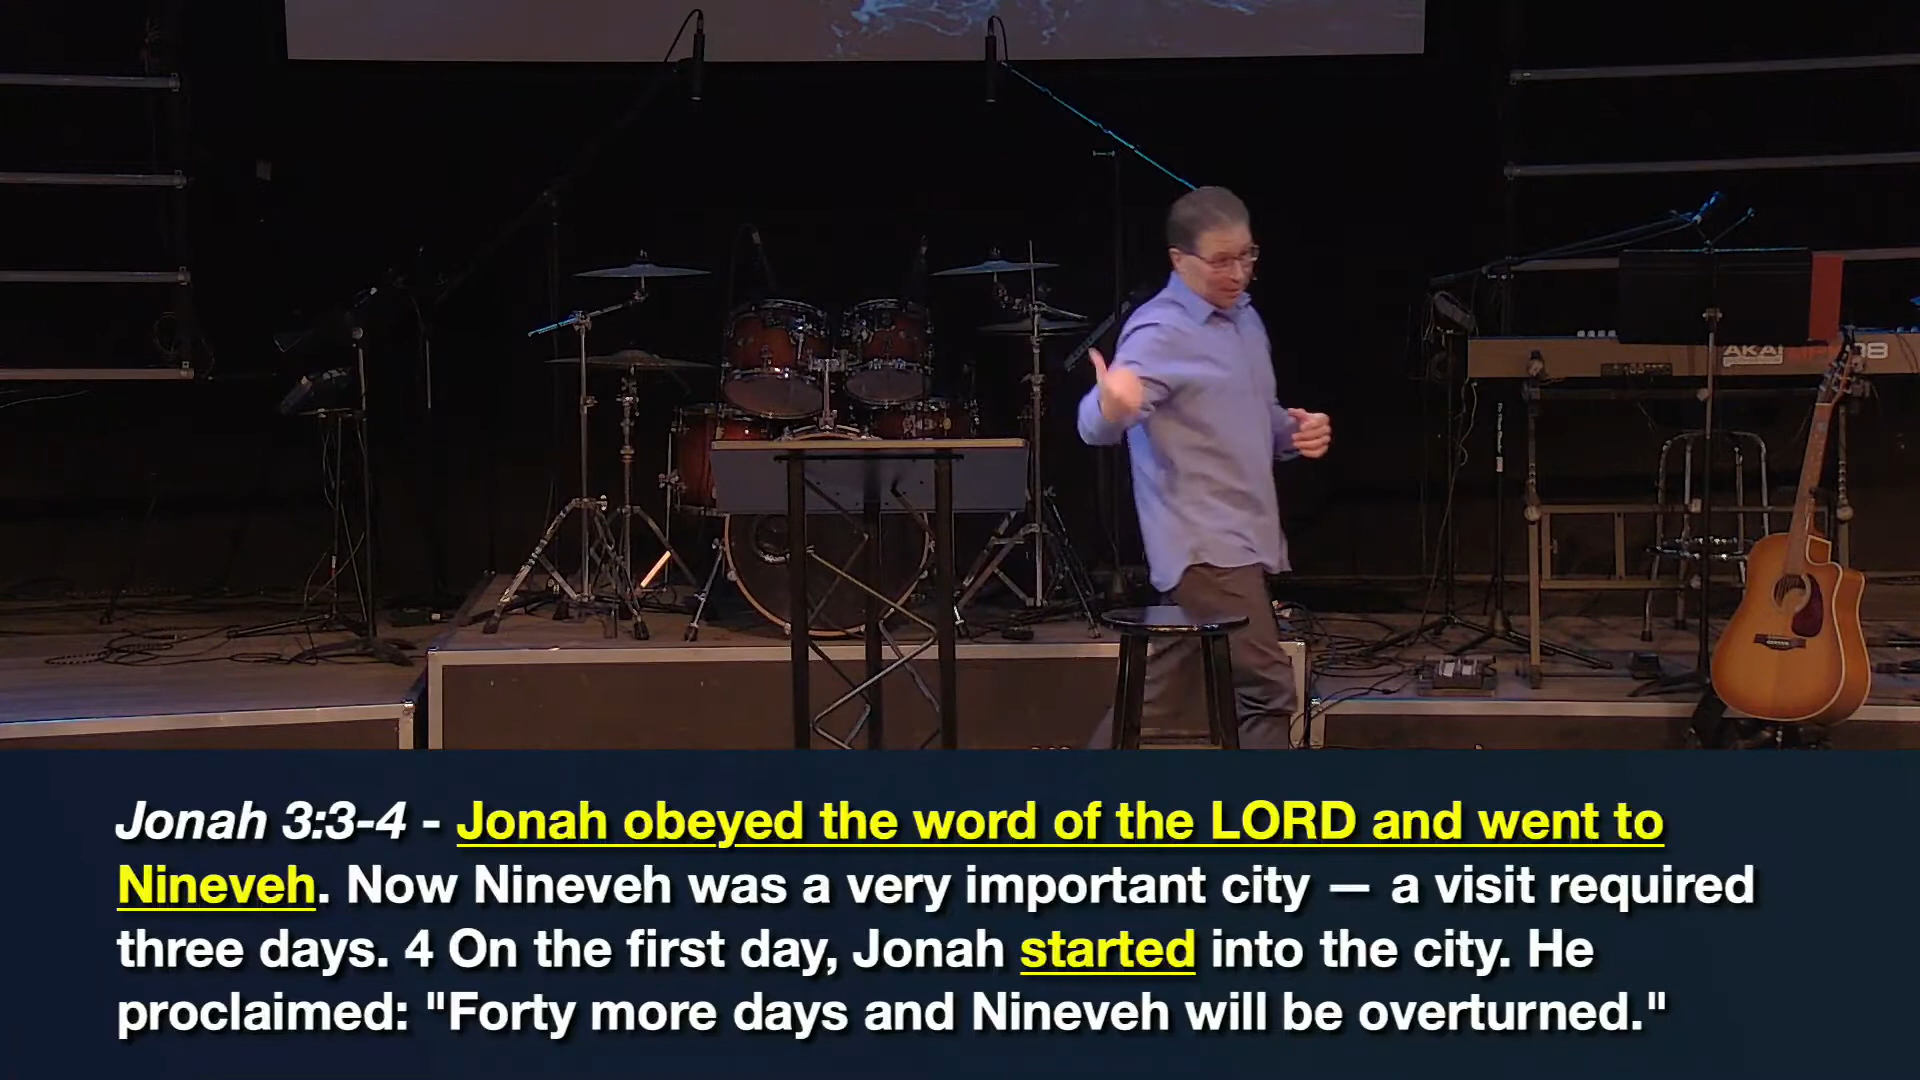 AKAI
Jonah 3:3-4 - Jonah obeyed the word of the LORD and went to
Nineveh. Now Nineveh was a very important city — a visit required
three days. 4 On the first day, Jonah started into the city. He
proclaimed: "Forty more days and Nineveh will be overturned."